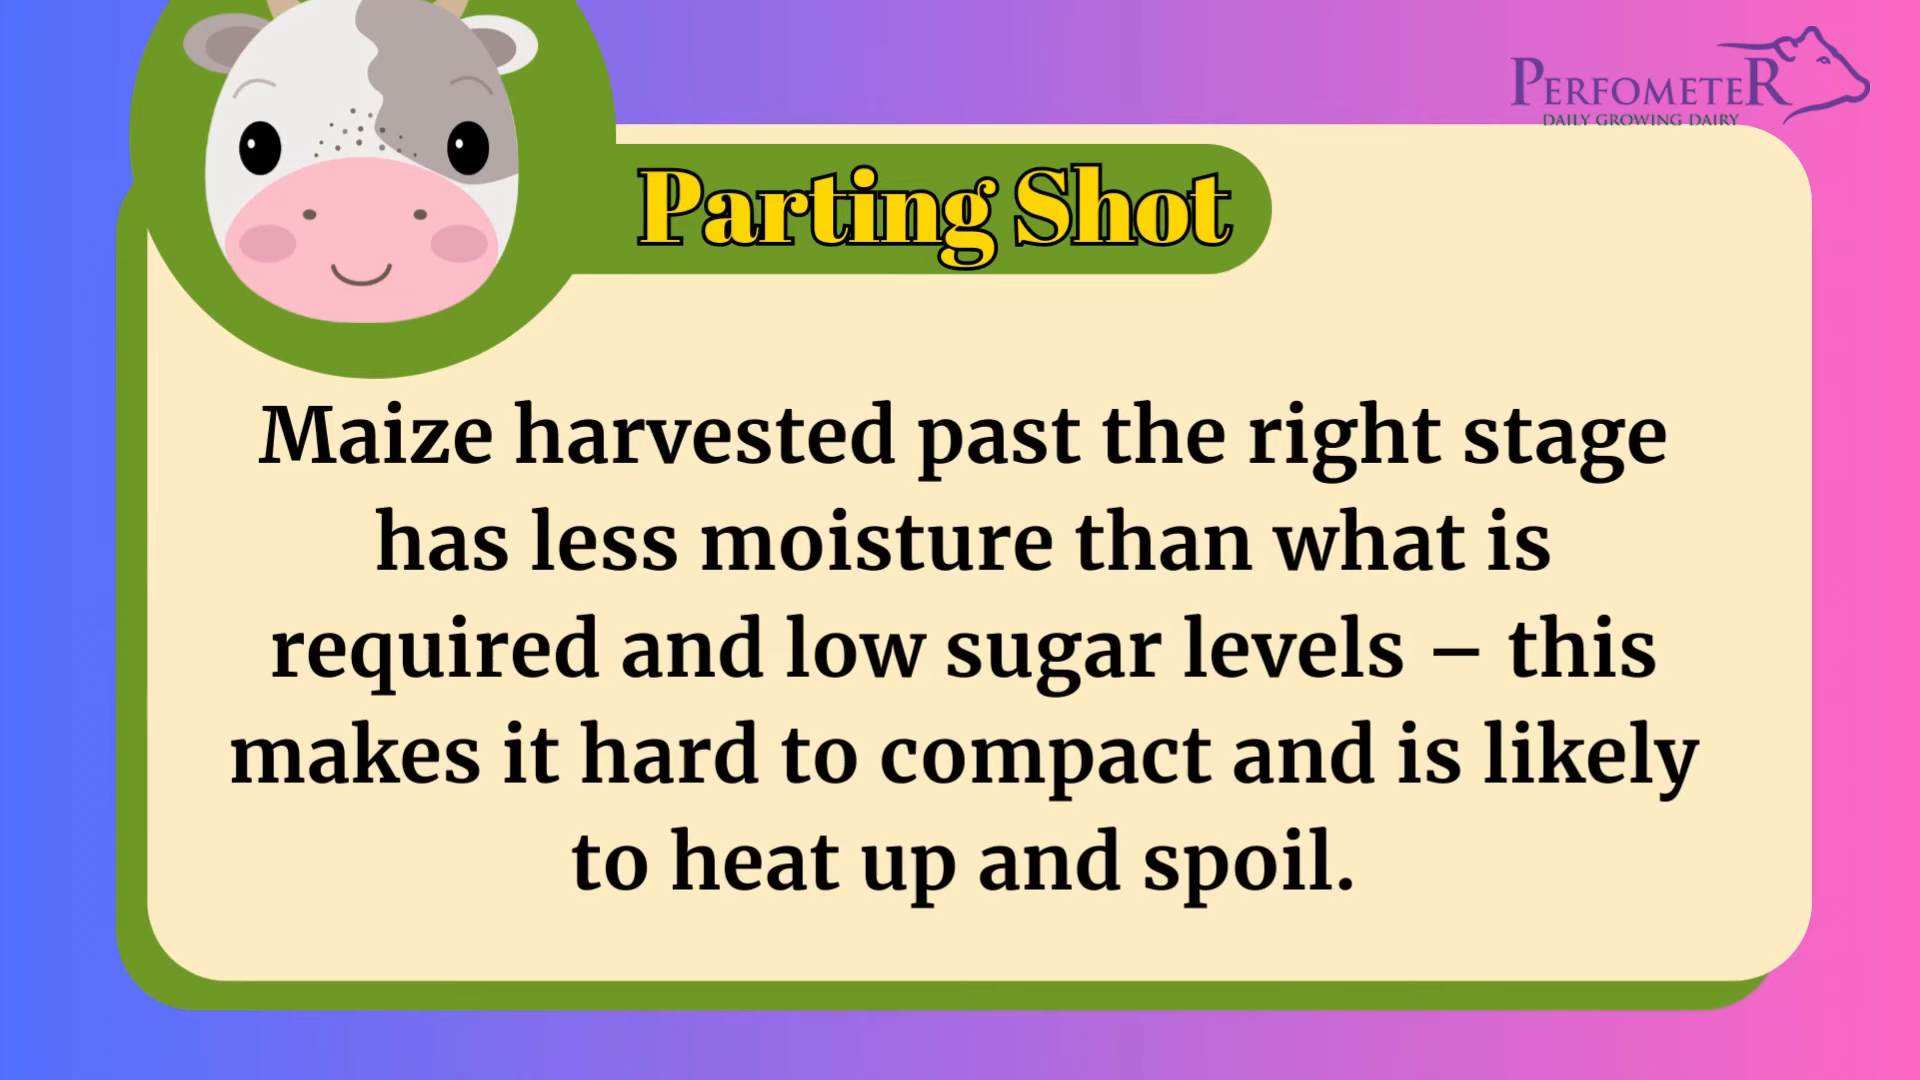 PERFOMETER
DAILY GROWING DAIRY
Parting Shot
Maize harvested past the right stage
has less moisture than what is
required and low sugar levels – this
makes it hard to compact and is likely
to heat up and spoil.